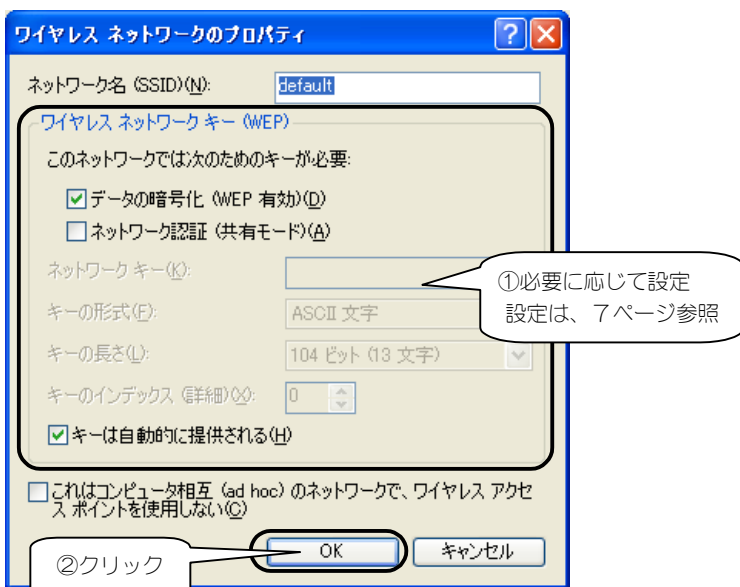 ワイヤレス ネットワークのプロパティ
ネットワーク名 (SSID)(N):
default
ワイヤレス ネットワーク キー (WEP)
このネットワークでは次のためのキーが必要:
データの暗号化 (WEP 有効)(D)
ネットワーク認証 (共有モード)(A)
ネットワーク キー(K):
①必要に応じて設定
設定は、7ページ参照
キーの形式(F):
ASCII 文字
キーの長さ(L):
104 ビット (13 文字)
キーのインデックス (詳細)(X):
0
キーは自動的に提供される(H)
これはコンピュータ相互 (ad hoc) のネットワークで、ワイヤレス アクセ
ス ポイントを使用しない(C)
②クリック
OK
キャンセル